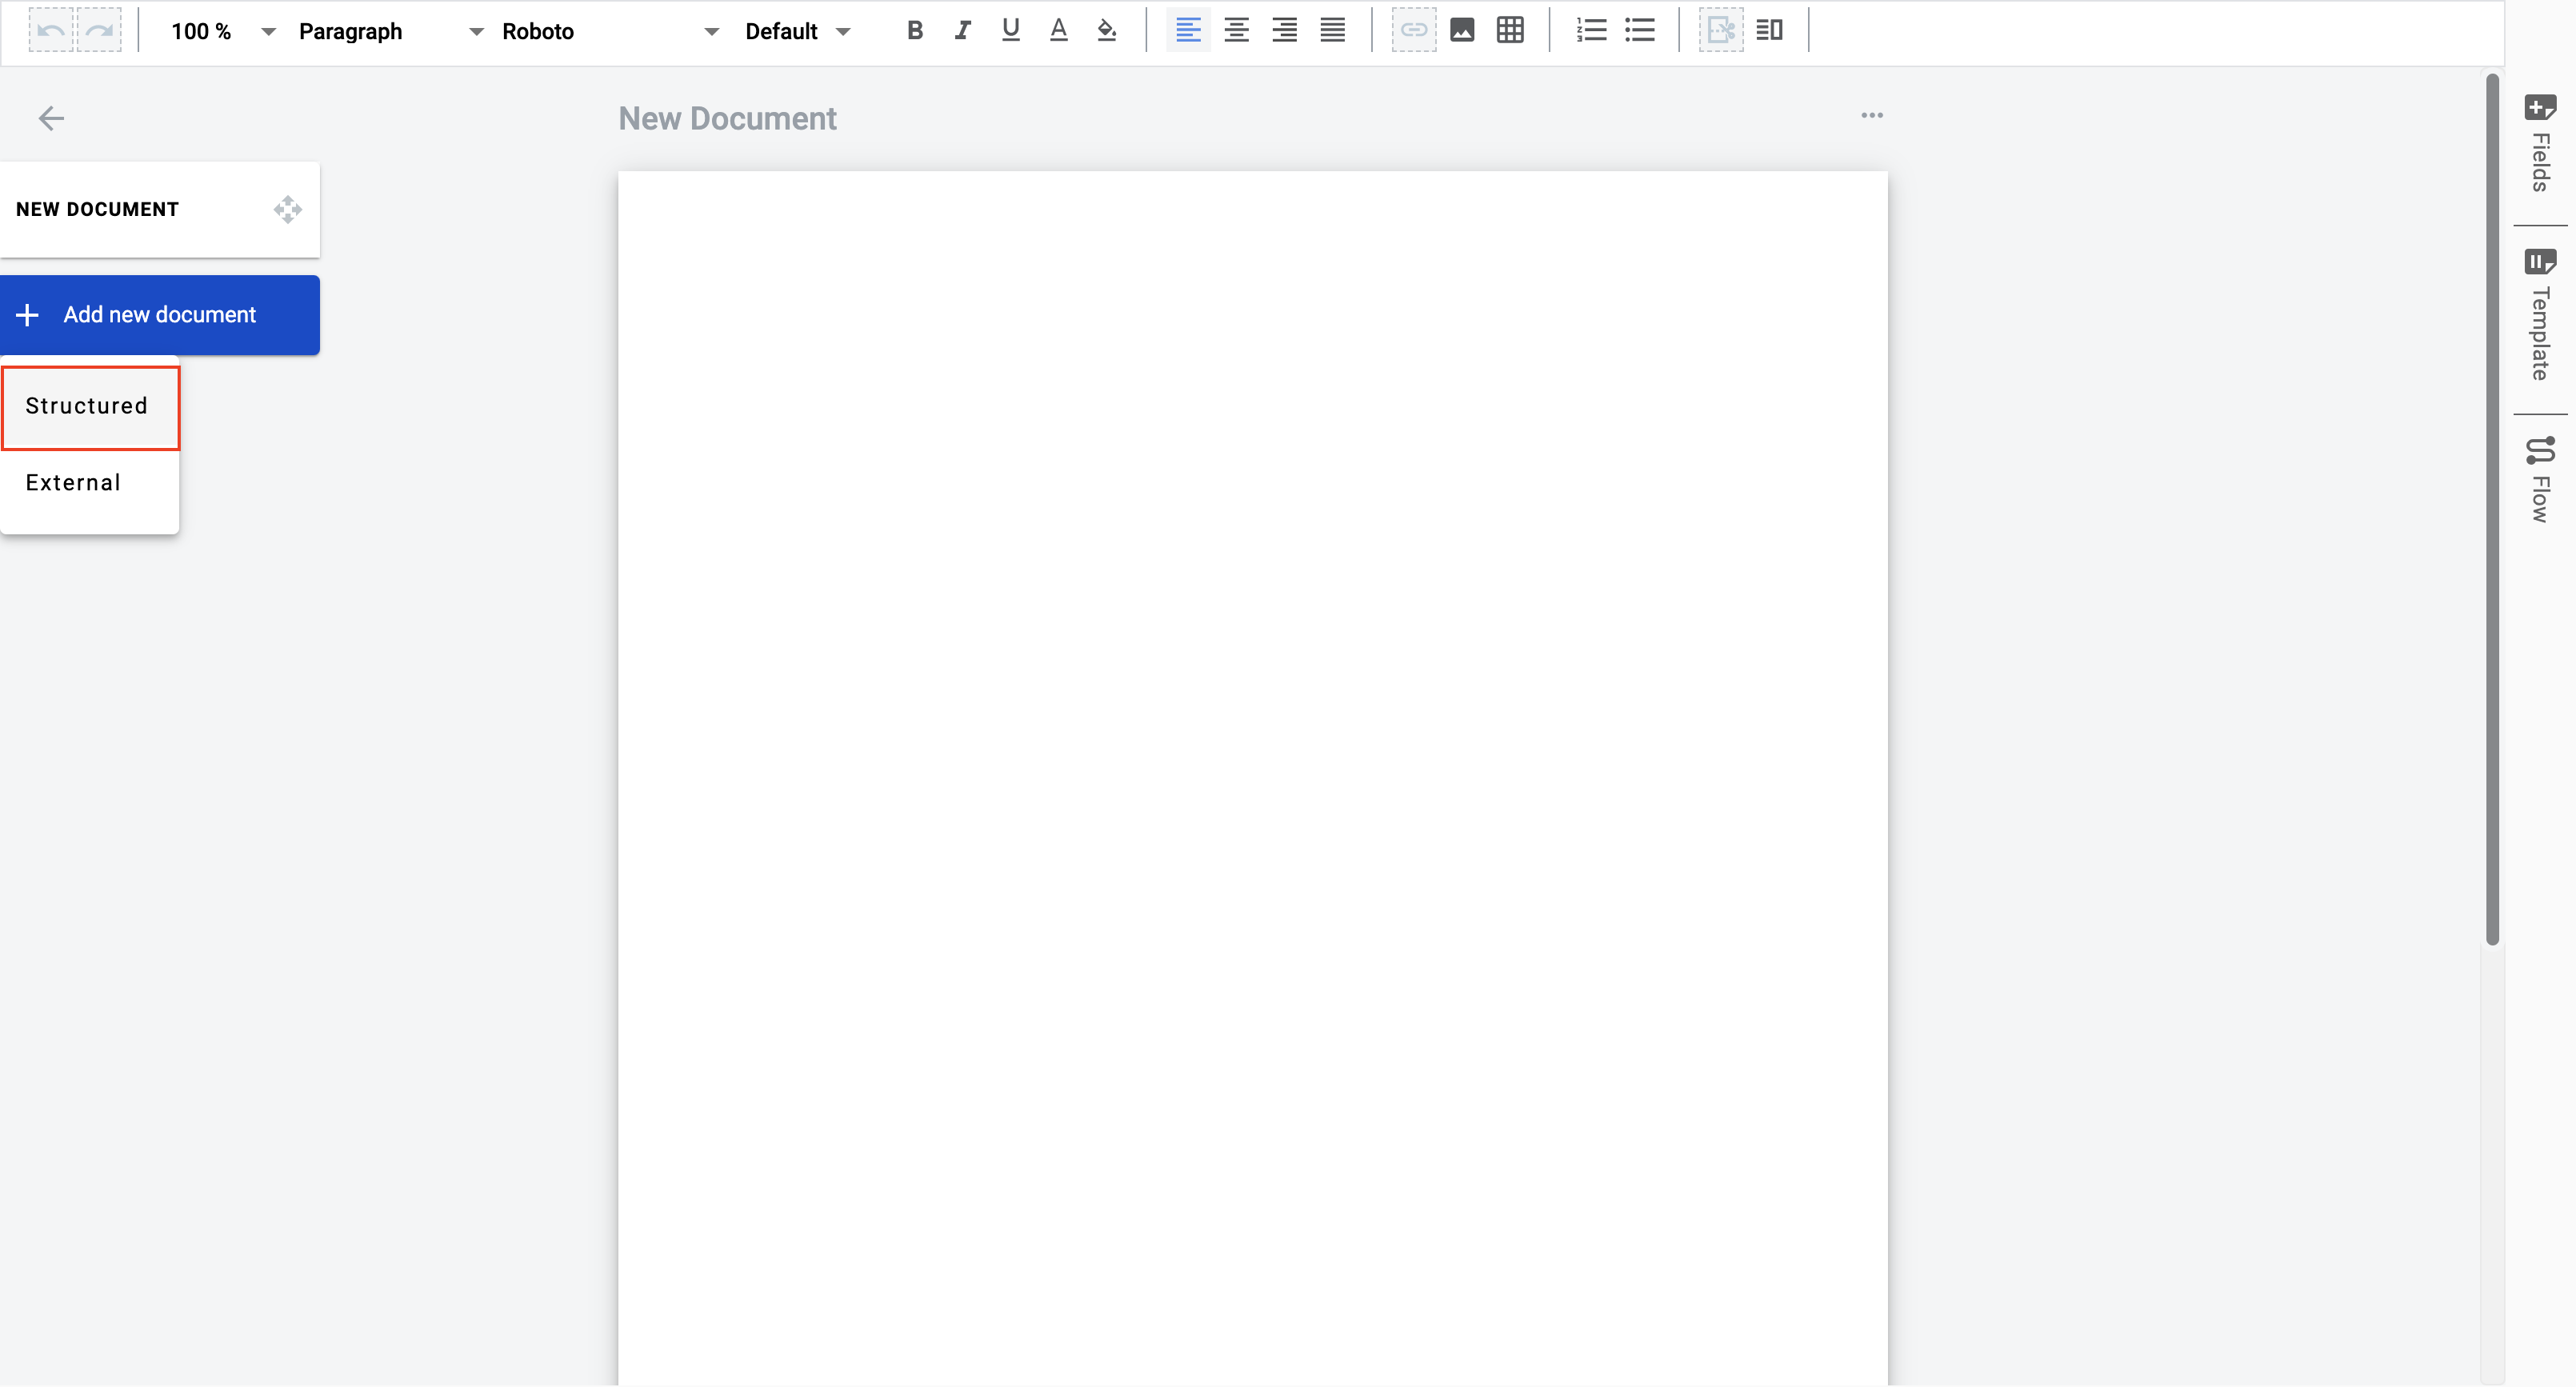 100 % Paragraph Roboto Default
New Document
NEW DOCUMENT
Add new document
Structured
External
Fields
Template
Flow